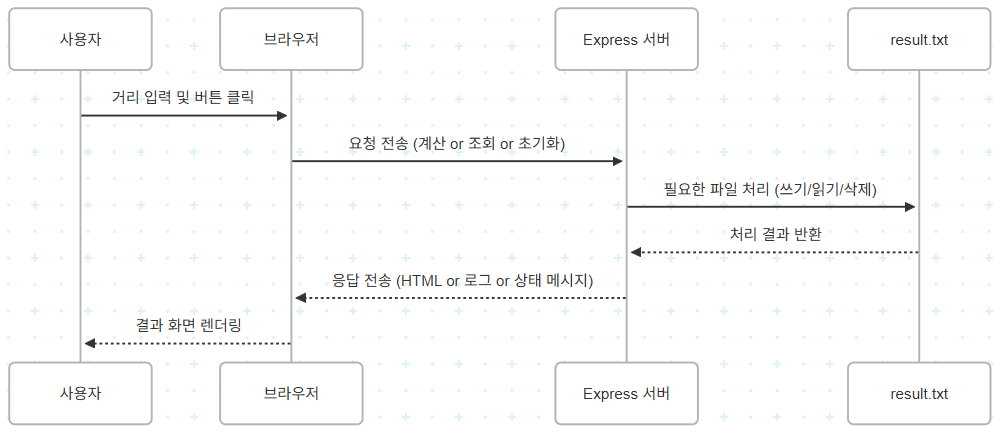 사용자
브라우저
Express 서버
result.txt
거리 입력 및 버튼 클릭
요청 전송 (계산 or 조회 or 초기화)
필요한 파일 처리 (쓰기/읽기/삭제)
처리 결과 반환
응답 전송 (HTML or 로그 or 상태 메시지)
결과 화면 렌더링
사용자
브라우저
Express 서버
result.txt